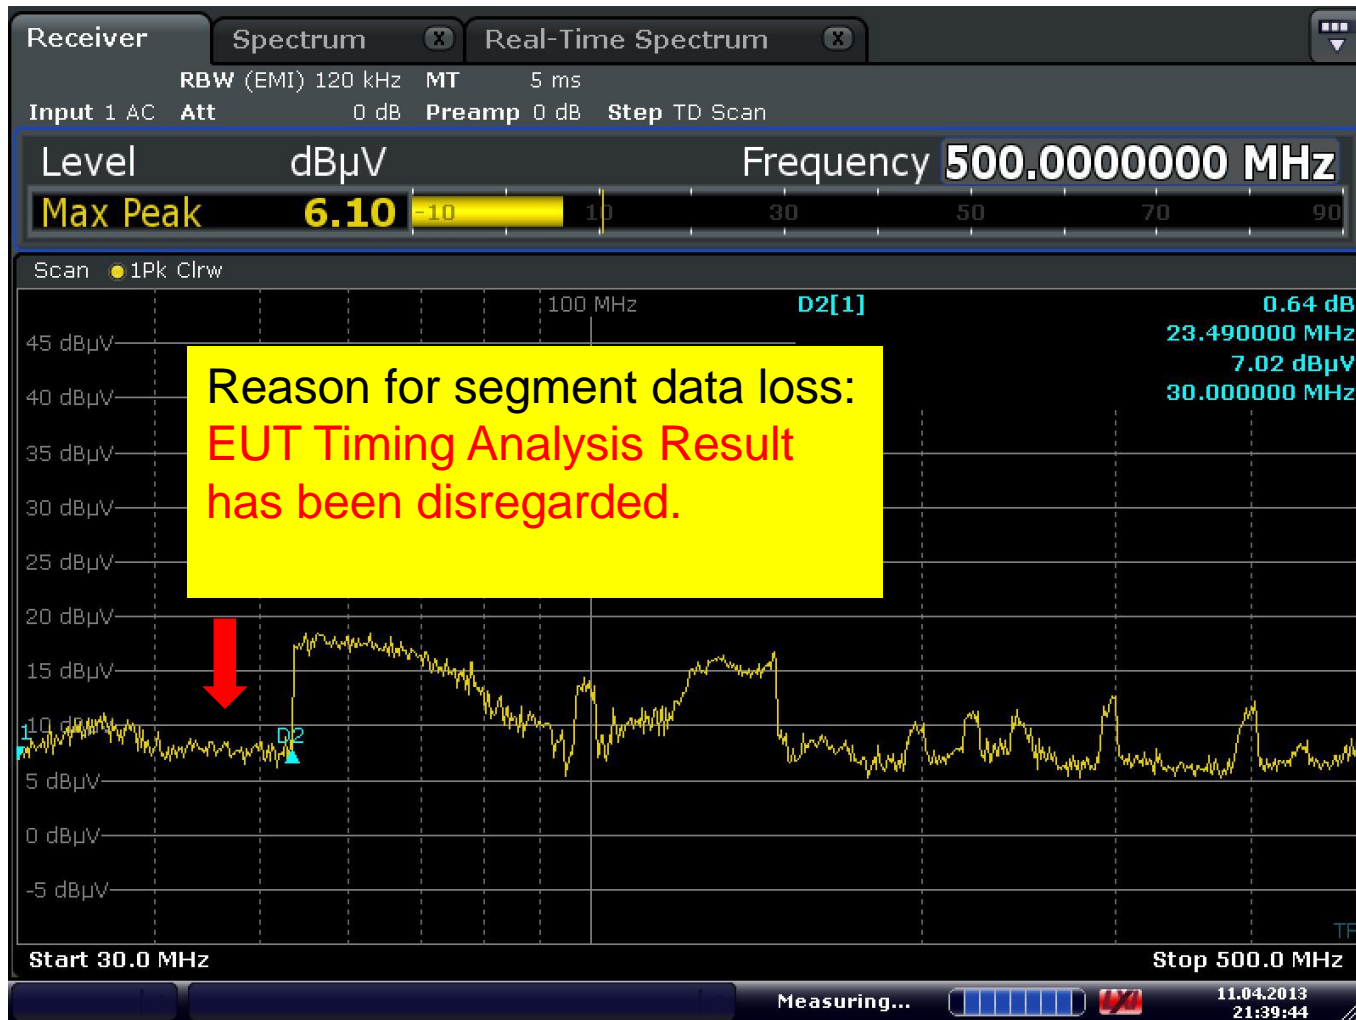 Receiver Spectrum X Real-Time Spectrum X
RBW (EMI) 120 kHz MT 5 ms
Input 1 AC Att 0 dB Preamp 0 dB Step TD Scan
Level dBµV Frequency 500.0000000 MHz
Max Peak 6.10 -10 10 30 50 70 90
Scan 1Pk Clrw
100 MHz D2[1] 0.64 dB
23.490000 MHz
45 dBµV
7.02 dBµV
40 dBµV 30.000000 MHz
Reason for segment data loss:
EUT Timing Analysis Result
has been disregarded.
35 dBµV
30 dBµV
25 dBµV
20 dBµV
15 dBµV
10 dBµV
1
D2
5 dBµV
0 dBµV
-5 dBµV
TF
Start 30.0 MHz Stop 500.0 MHz
Measuring... LXI 11.04.2013
21:39:44